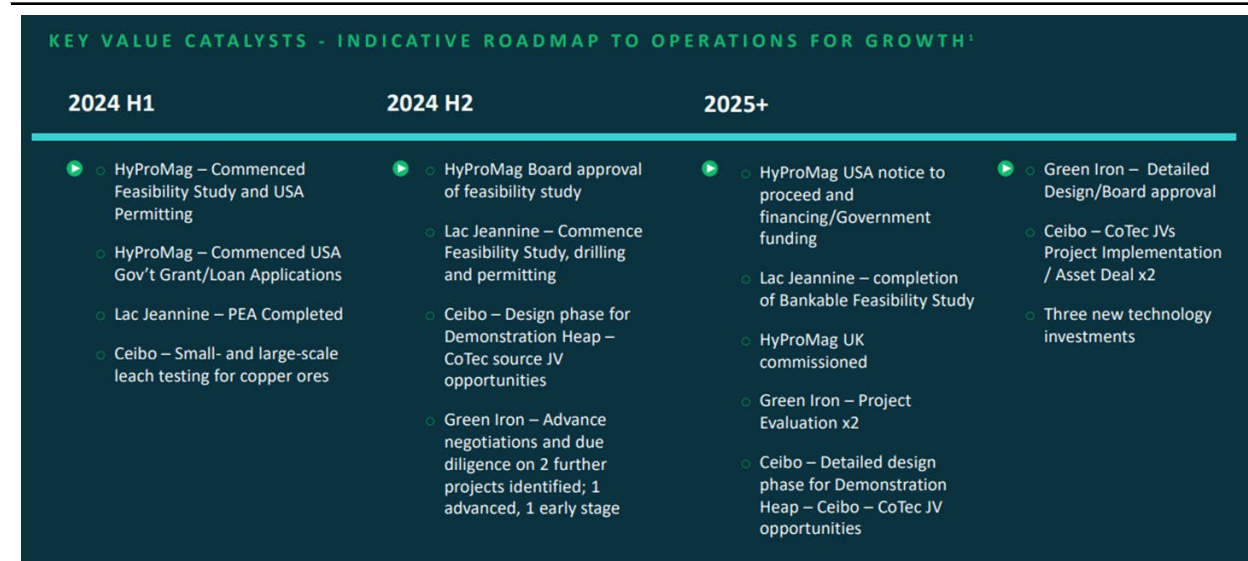 KEY VALUE CATALYSTS - INDICATIVE ROADMAP TO OPERATIONS FOR GROWTH¹
2024 H1
HyProMag – Commenced
Feasibility Study and USA
Permitting
HyProMag – Commenced USA
Gov't Grant/Loan Applications
Lac Jeannine – PEA Completed
Ceibo – Small- and large-scale
leach testing for copper ores
2024 H2
HyProMag Board approval
of feasibility study
Lac Jeannine – Commence
Feasibility Study, drilling
and permitting
Ceibo – Design phase for
Demonstration Heap –
CoTec source JV
opportunities
Green Iron – Advance
negotiations and due
diligence on 2 further
projects identified; 1
advanced, 1 early stage
2025+
HyProMag USA notice to
proceed and
financing/Government
funding
Lac Jeannine – completion
of Bankable Feasibility Study
HyProMag UK
commissioned
Green Iron – Project
Evaluation x2
Ceibo – Detailed design
phase for Demonstration
Heap – Ceibo – CoTec JV
opportunities
Green Iron –  Detailed
Design/Board approval
Ceibo – CoTec JVs
Project Implementation
/ Asset Deal x2
Three new technology
investments